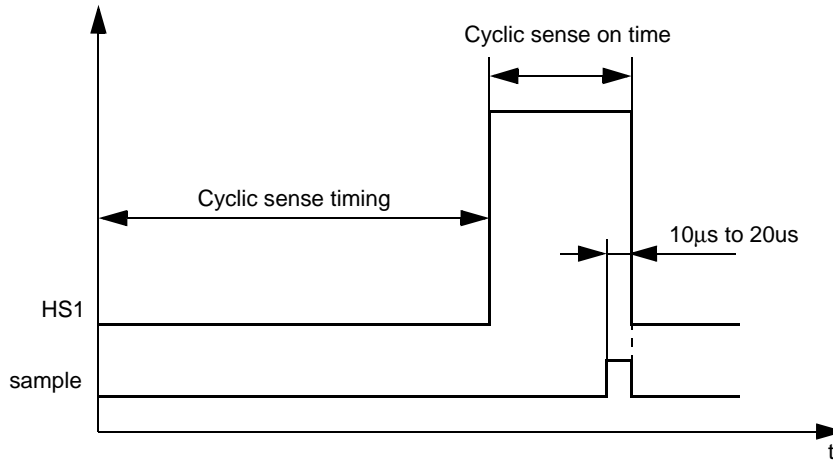 Cyclic sense on time
Cyclic sense timing
10μs to 20us
HS1
sample
t